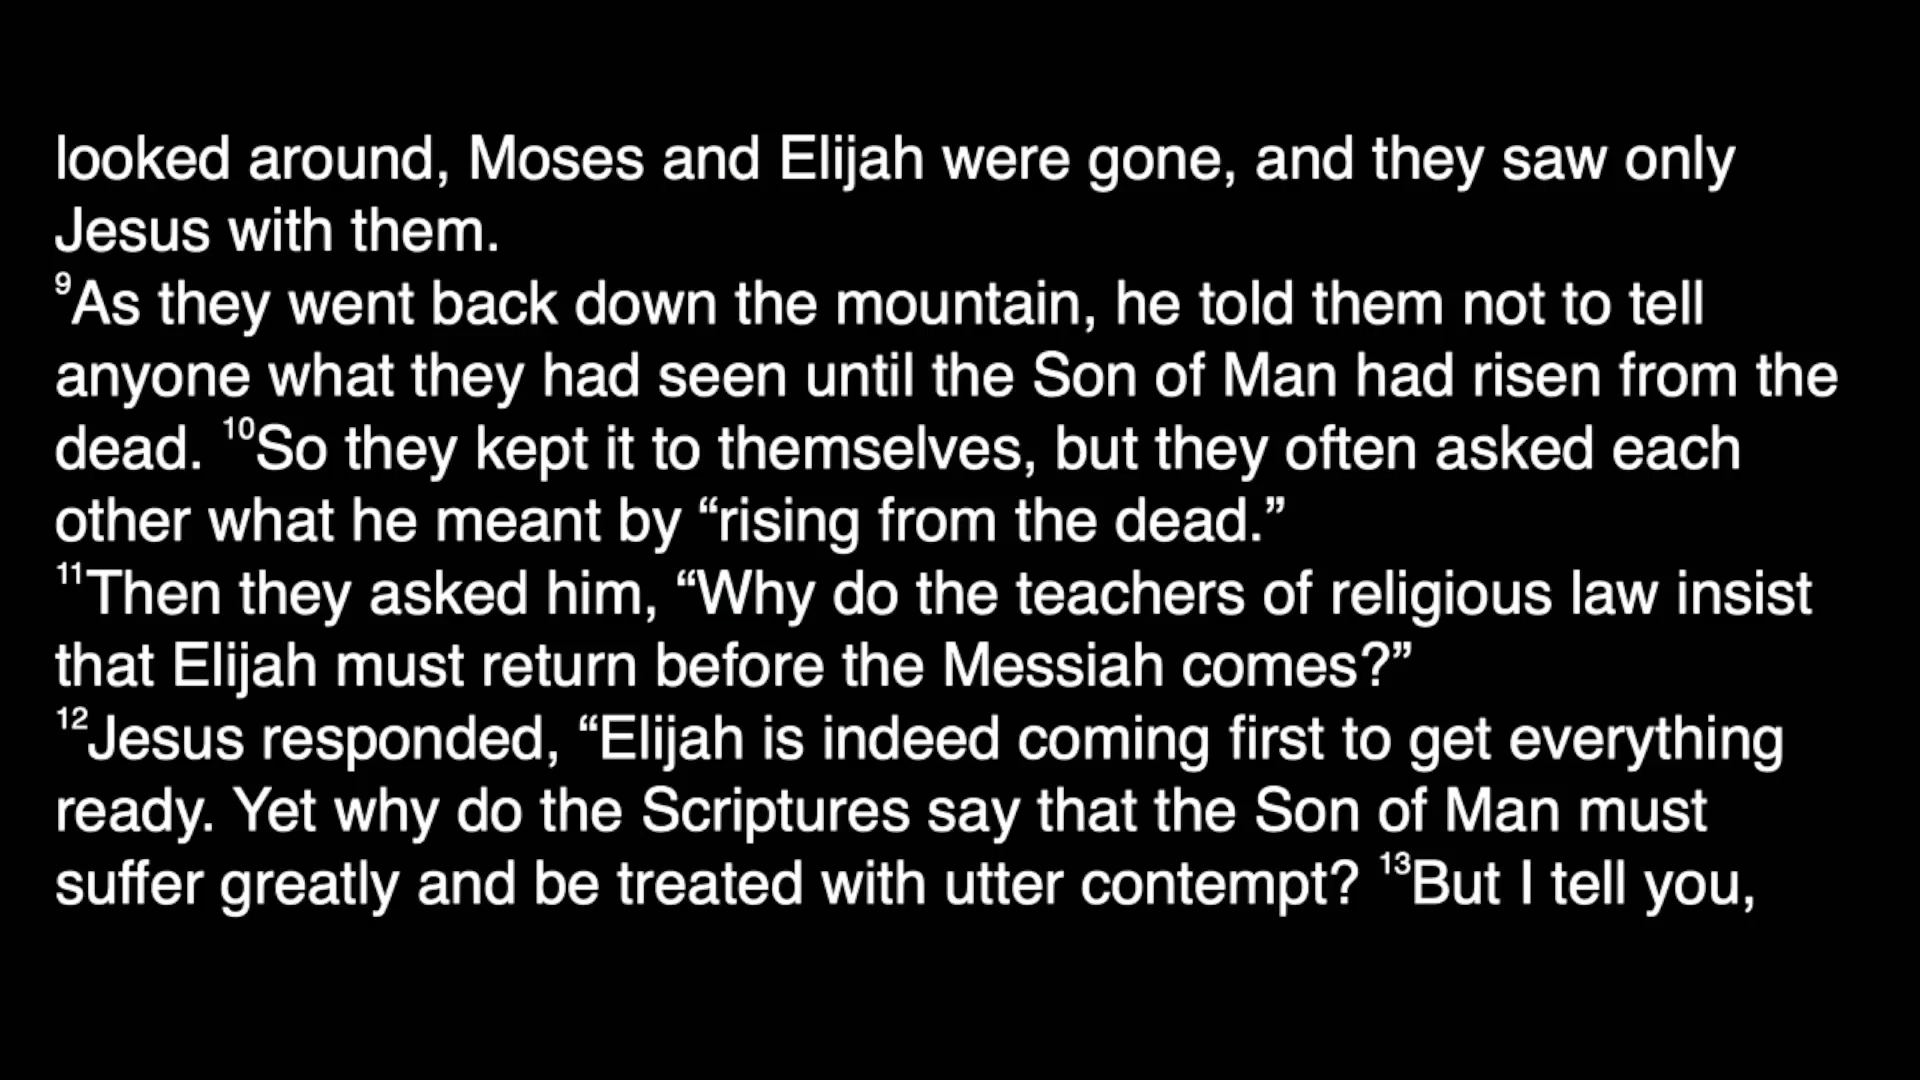 looked around, Moses and Elijah were gone, and they saw only
Jesus with them.
⁹As they went back down the mountain, he told them not to tell
anyone what they had seen until the Son of Man had risen from the
dead. ¹⁰So they kept it to themselves, but they often asked each
other what he meant by “rising from the dead.”
¹¹Then they asked him, “Why do the teachers of religious law insist
that Elijah must return before the Messiah comes?”
¹²Jesus responded, “Elijah is indeed coming first to get everything
ready. Yet why do the Scriptures say that the Son of Man must
suffer greatly and be treated with utter contempt? ¹³But I tell you,